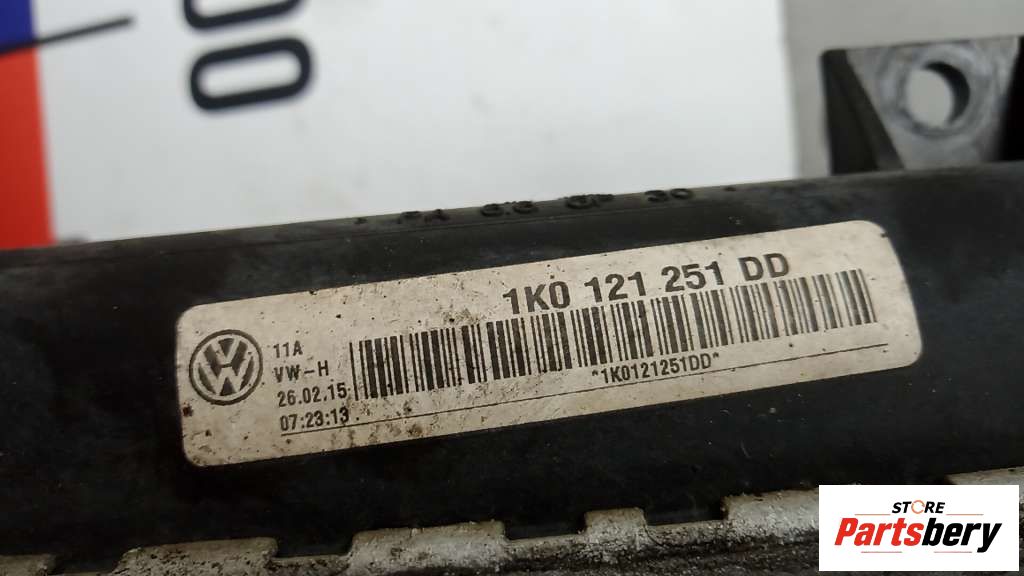 1K0 121 251 DD
11A
VW-H
26.02.15
07:23:13
*1K0121251DD*
STORE
Partsbery